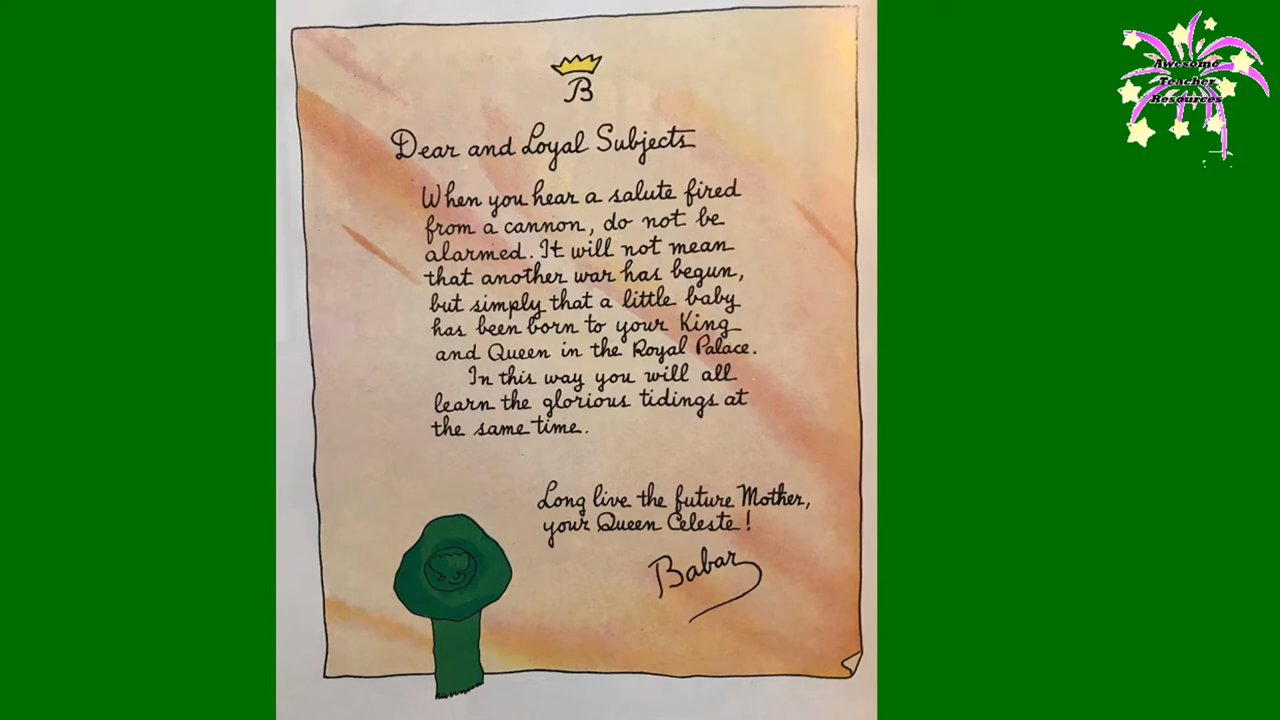 B
Dear and Loyal Subjects
When you hear a salute fired
from a cannon, do not be
alarmed. It will not mean
that another war has begun,
but simply that a little baby
has been born to your King
and Queen in the Royal Palace.
In this way you will all
learn the glorious tidings at
the same time.
Long live the future Mother,
your Queen Celeste!
Babar
Awesome
Teacher
Resources